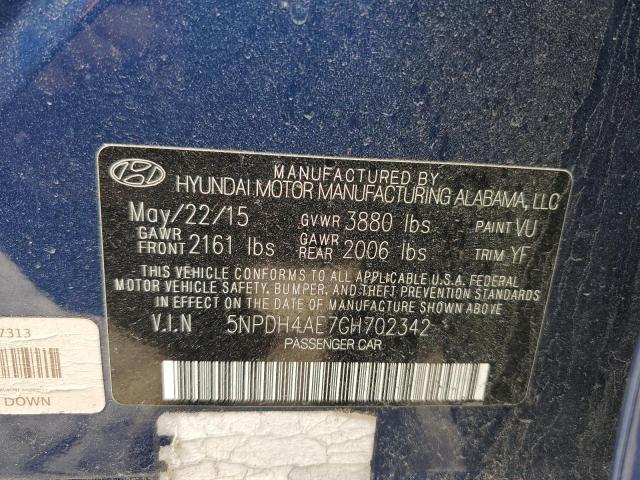 MANUFACTURED BY
HYUNDAI MOTOR MANUFACTURING ALABAMA, LLC
May/22/15 GVWR 3880 lbs PAINT VU
GAWR FRONT 2161 lbs GAWR REAR 2006 lbs TRIM YF
THIS VEHICLE CONFORMS TO ALL APPLICABLE U.S.A. FEDERAL
MOTOR VEHICLE SAFETY, BUMPER, AND THEFT PREVENTION STANDARDS
IN EFFECT ON THE DATE OF MANUFACTURE SHOWN ABOVE.
V.I.N 5NPDH4AE7GH702342
PASSENGER CAR
7313
DOWN